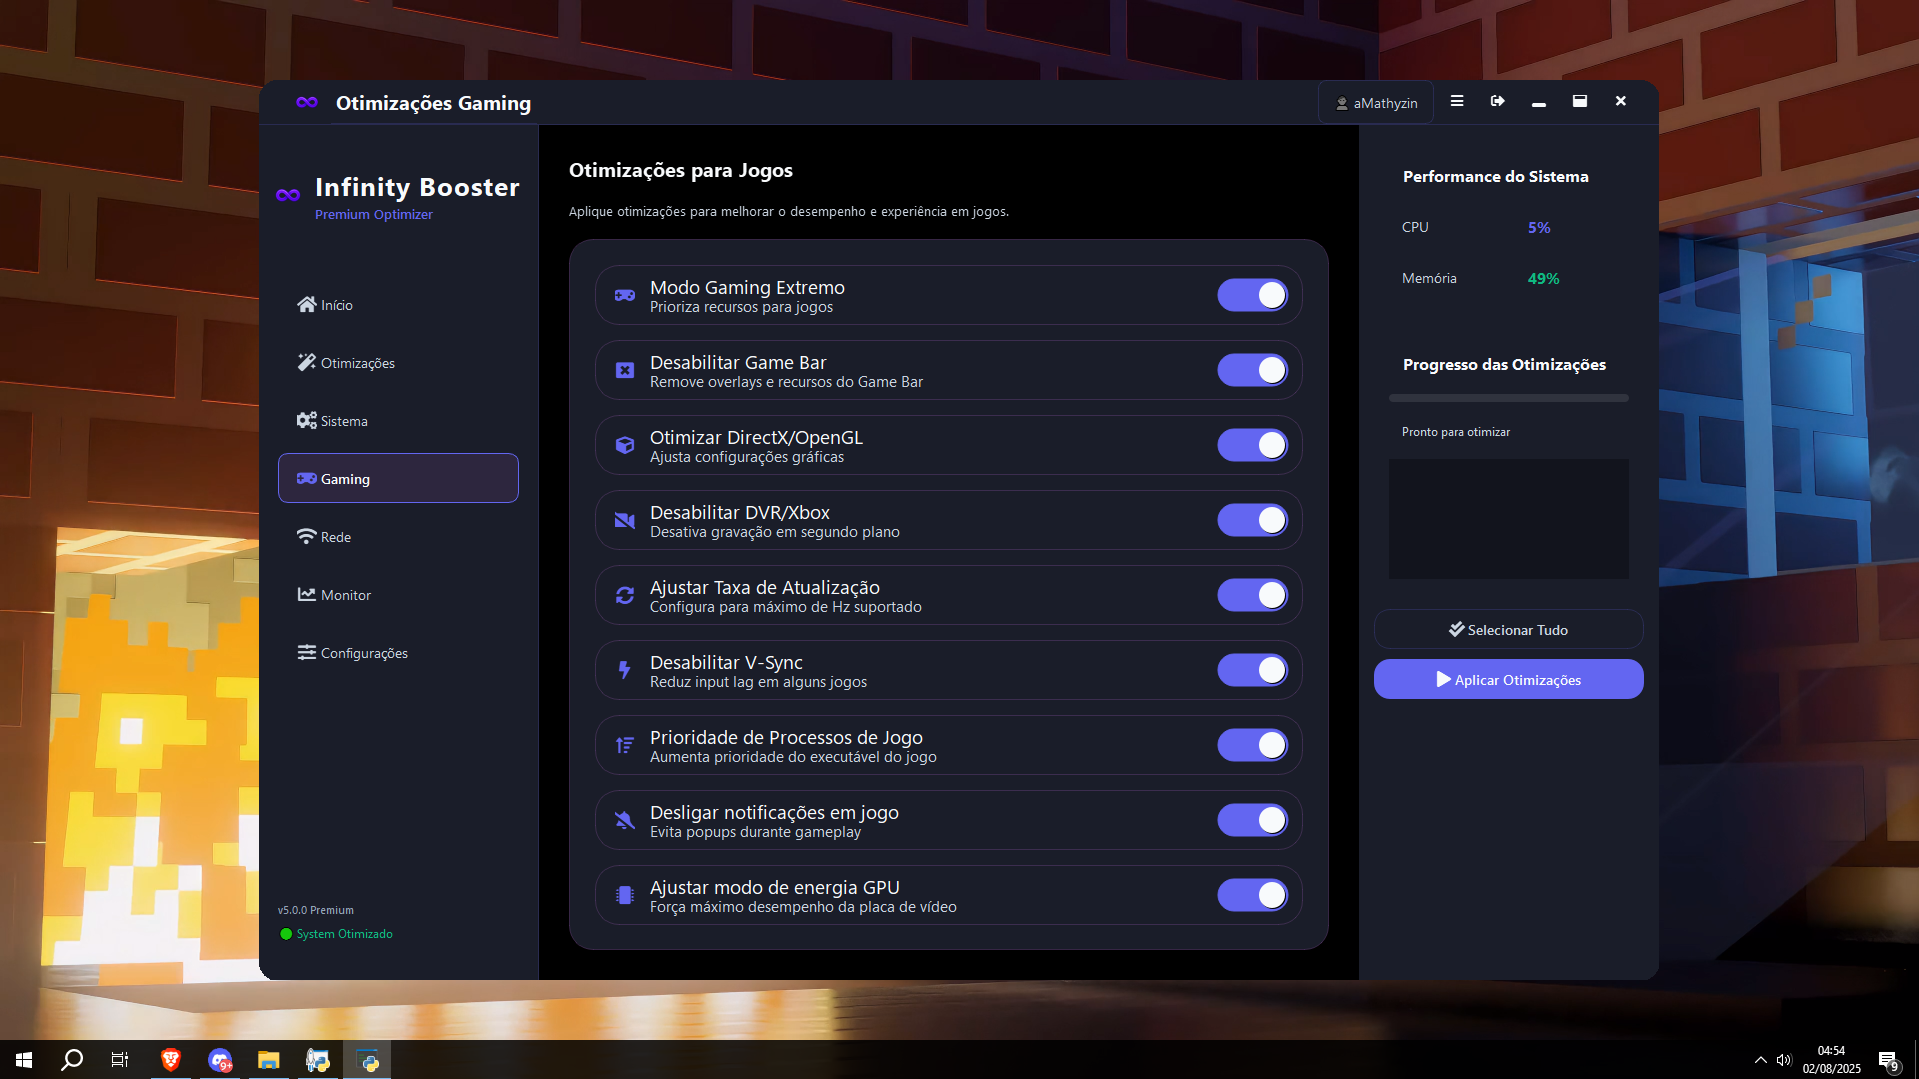 Otimizações Gaming
aMathyzin
Infinity Booster
Premium Optimizer
Início
Otimizações
Sistema
Gaming
Rede
Monitor
Configurações
v5.0.0 Premium
System Otimizado
Otimizações para Jogos
Aplique otimizações para melhorar o desempenho e experiência em jogos.
Modo Gaming Extremo
Prioriza recursos para jogos
Desabilitar Game Bar
Remove overlays e recursos do Game Bar
Otimizar DirectX/OpenGL
Ajusta configurações gráficas
Desabilitar DVR/Xbox
Desativa gravação em segundo plano
Ajustar Taxa de Atualização
Configura para máximo de Hz suportado
Desabilitar V-Sync
Reduz input lag em alguns jogos
Prioridade de Processos de Jogo
Aumenta prioridade do executável do jogo
Desligar notificações em jogo
Evita popups durante gameplay
Ajustar modo de energia GPU
Força máximo desempenho da placa de vídeo
Performance do Sistema
CPU 5%
Memória 49%
Progresso das Otimizações
Pronto para otimizar
Selecionar Tudo
Aplicar Otimizações
9+
04:54
02/08/2025
9